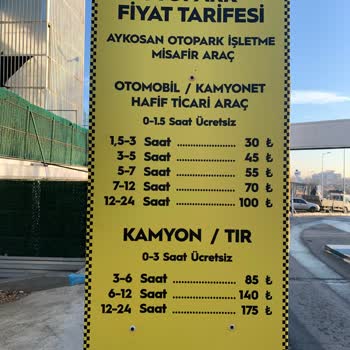 OTOPARK
FİYAT TARİFESİ
AYKOSAN OTOPARK İŞLETME
MİSAFİR ARAÇ
OTOMOBİL / KAMYONET
HAFİF TİCARİ ARAÇ
0-1.5 Saat Ücretsiz
1,5-3 Saat ................ 30 ₺
3-5 Saat ................ 45 ₺
5-7 Saat ................ 55 ₺
7-12 Saat ................ 70 ₺
12-24 Saat ................ 100 ₺
KAMYON / TIR
0-3 Saat Ücretsiz
3-6 Saat ................ 85 ₺
6-12 Saat ................ 140 ₺
12-24 Saat ................ 175 ₺